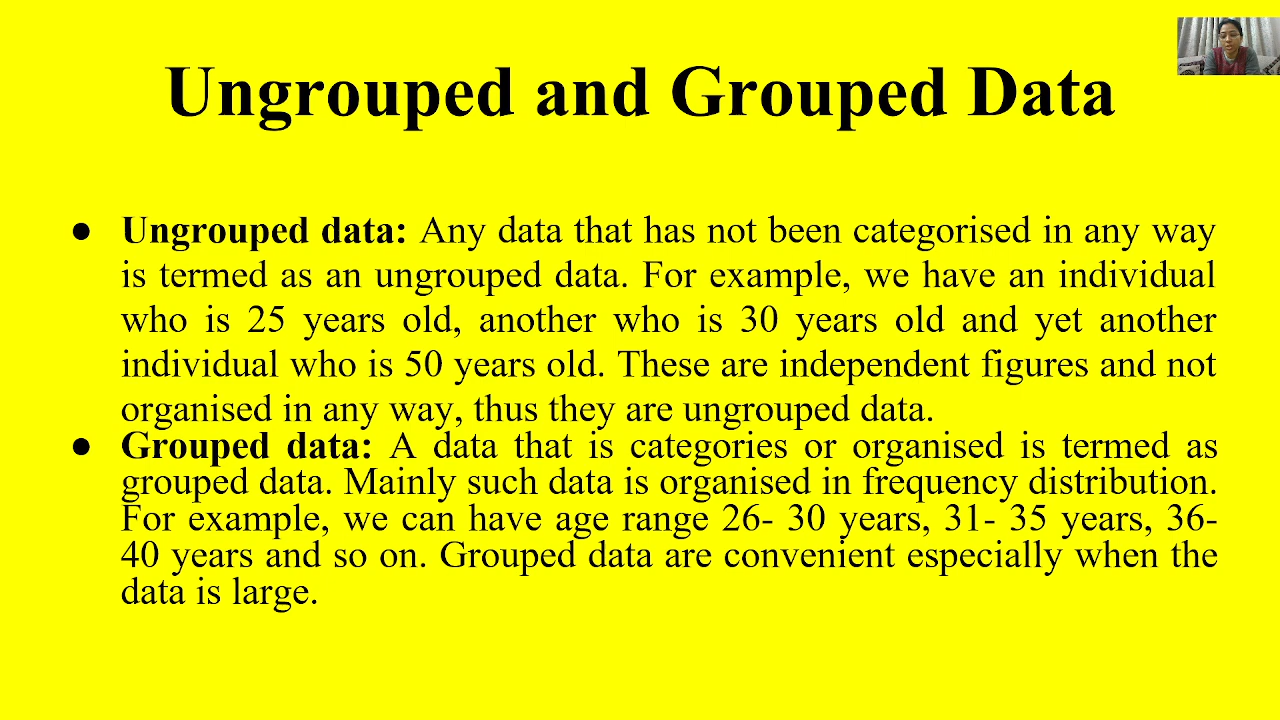 Ungrouped and Grouped Data
● Ungrouped data: Any data that has not been categorised in any way
is termed as an ungrouped data. For example, we have an individual
who is 25 years old, another who is 30 years old and yet another
individual who is 50 years old. These are independent figures and not
organised in any way, thus they are ungrouped data.
● Grouped data: A data that is categories or organised is termed as
grouped data. Mainly such data is organised in frequency distribution.
For example, we can have age range 26- 30 years, 31- 35 years, 36-
40 years and so on. Grouped data are convenient especially when the
data is large.